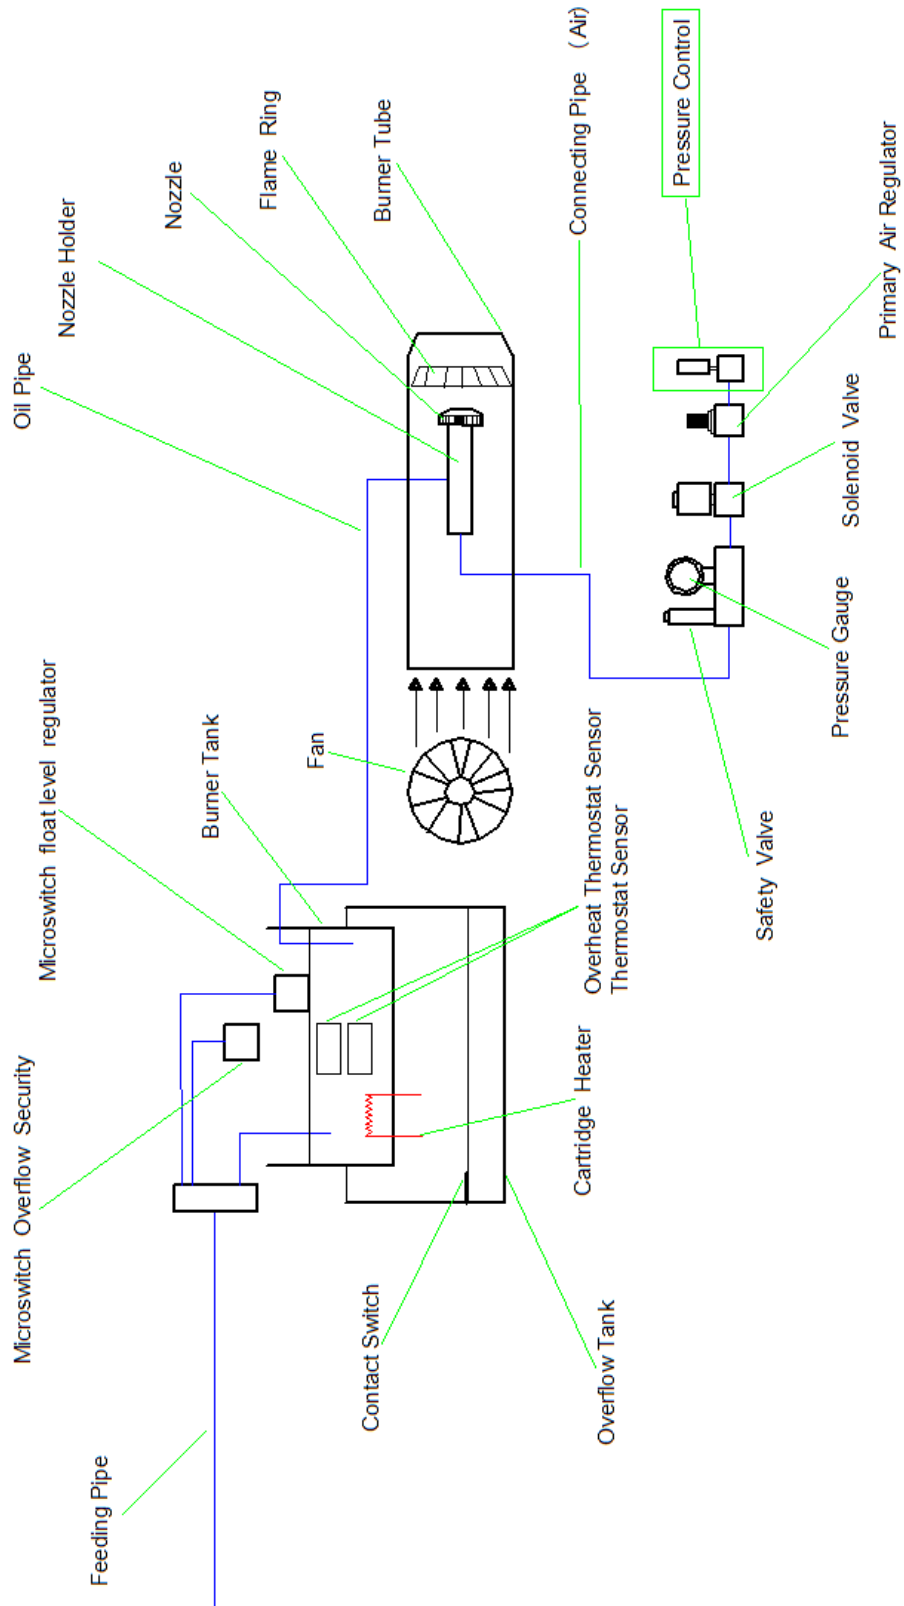 Feeding Pipe
Microswitch Overflow Security
Microswitch float level regulator
Oil Pipe
Nozzle Holder
Nozzle
Flame Ring
Burner Tube
Burner Tank
Fan
Connecting Pipe (Air)
Pressure Control
Contact Switch
Overflow Tank
Cartridge Heater
Overheat Thermostat Sensor
Thermostat Sensor
Safety Valve
Pressure Gauge
Solenoid Valve
Primary Air Regulator